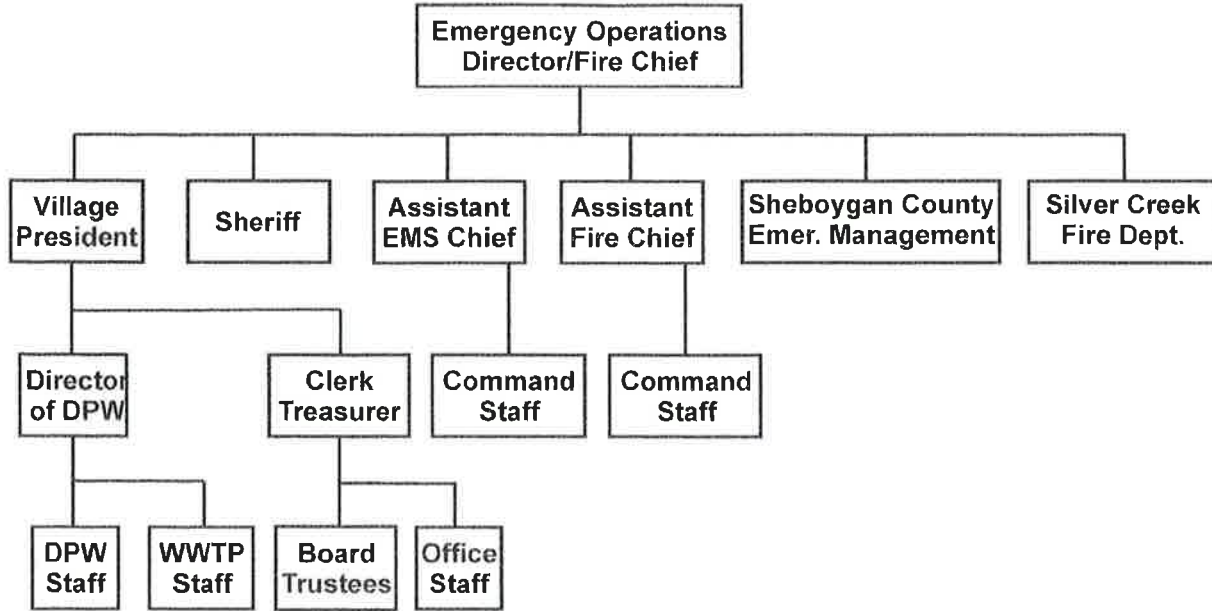 Emergency Operations
Director/Fire Chief
Village
President
Sheriff
Assistant
EMS Chief
Assistant
Fire Chief
Sheboygan County
Emer. Management
Silver Creek
Fire Dept.
Director
of DPW
Clerk
Treasurer
Command
Staff
Command
Staff
DPW
Staff
WWTP
Staff
Board
Trustees
Office
Staff